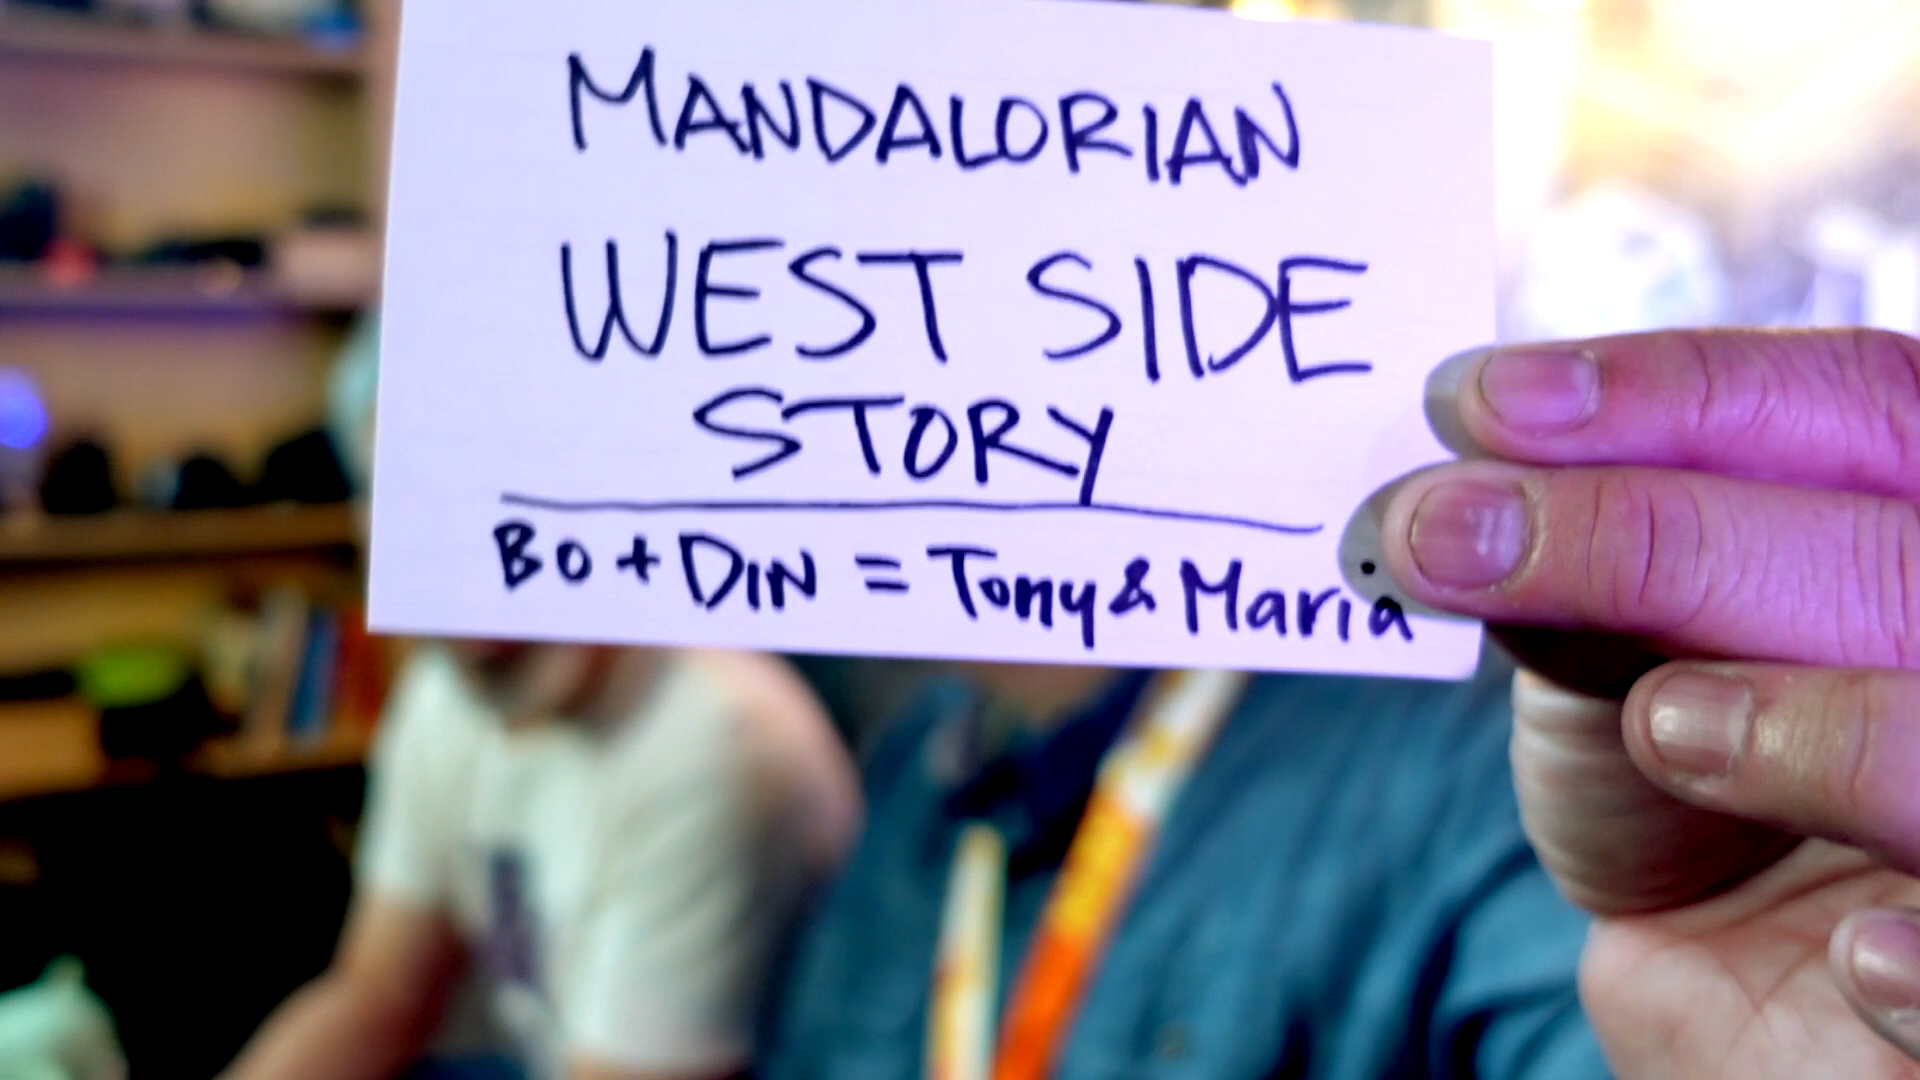 MANDALORIAN
WEST SIDE
STORY
Bo + DIN = Tony & Maria